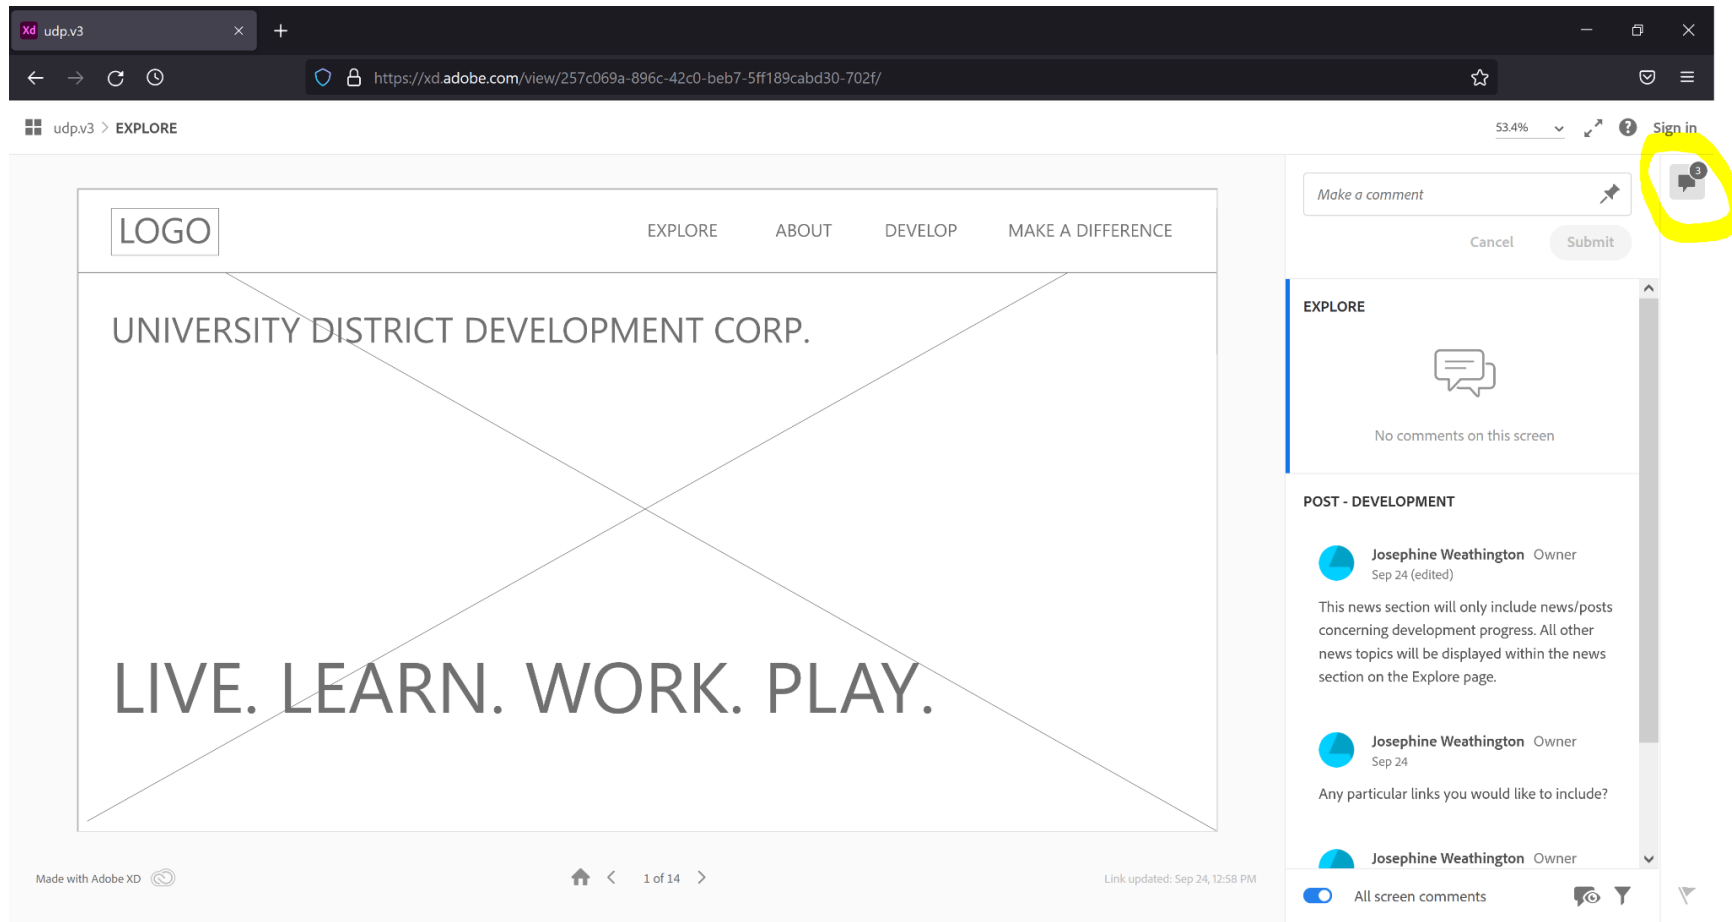 Xd udp.v3
https://xd.adobe.com/view/257c069a-896c-42c0-beb7-5ff189cabd30-702f/
udp.v3 > EXPLORE
53.4%
Sign in
3
LOGO
EXPLORE ABOUT DEVELOP MAKE A DIFFERENCE
UNIVERSITY DISTRICT DEVELOPMENT CORP.
LIVE. LEARN. WORK. PLAY.
Made with Adobe XD
1 of 14
Link updated: Sep 24, 12:58 PM
Make a comment
Cancel Submit
EXPLORE
No comments on this screen
POST - DEVELOPMENT
Josephine Weathington Owner
Sep 24 (edited)
This news section will only include news/posts
concerning development progress. All other
news topics will be displayed within the news
section on the Explore page.
Josephine Weathington Owner
Sep 24
Any particular links you would like to include?
Josephine Weathington Owner
All screen comments